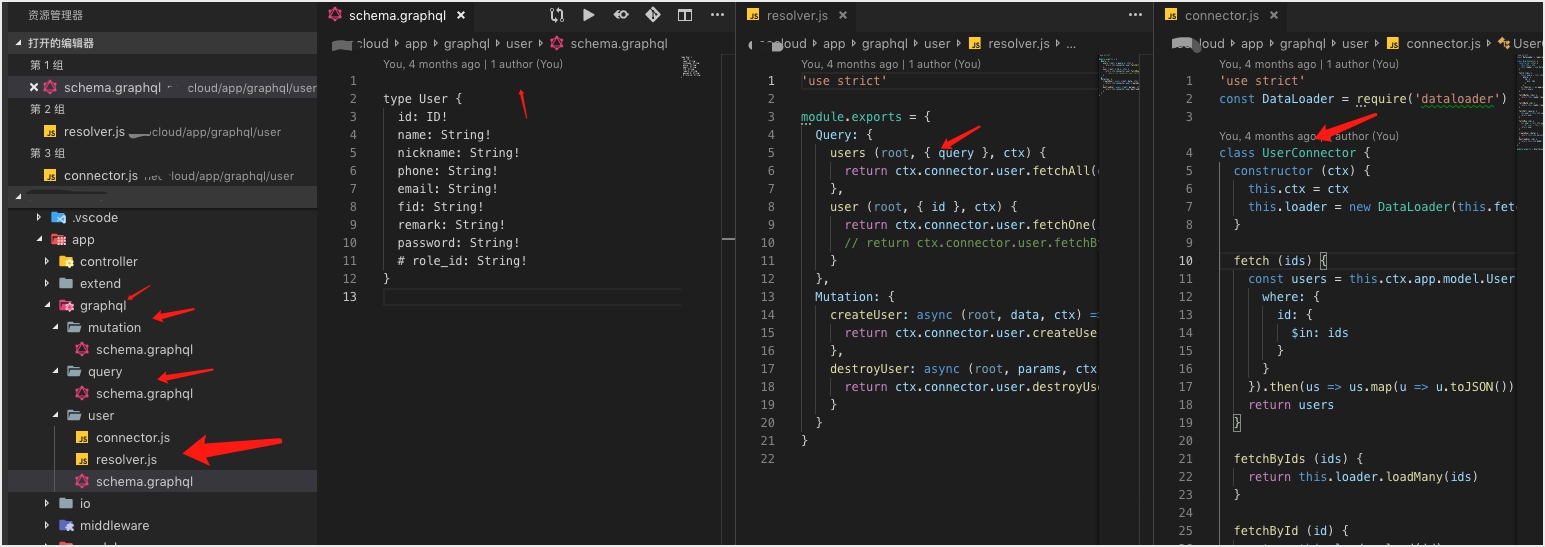 资源管理器
打开的编辑器
第 1 组
schema.graphql cloud/app/graphql/user
第 2 组
resolver.js cloud/app/graphql/user
第 3 组
connector.js cloud/app/graphql/user
.vscode
app
controller
extend
graphql
mutation
schema.graphql
query
schema.graphql
user
connector.js
resolver.js
schema.graphql
io
middleware
schema.graphql
cloud app graphql user schema.graphql
You, 4 months ago | 1 author (You)
1
2 type User {
3 id: ID!
4 name: String!
5 nickname: String!
6 phone: String!
7 email: String!
8 fid: String!
9 remark: String!
10 password: String!
11 # role_id: String!
12 }
13
resolver.js
cloud app graphql user resolver.js ...
You, 4 months ago | 1 author (You)
1 'use strict'
2
3 module.exports = {
4 Query: {
5 users (root, { query }, ctx) {
6 return ctx.connector.user.fetchAll(
7 },
8 user (root, { id }, ctx) {
9 return ctx.connector.user.fetchOne(
10 // return ctx.connector.user.fetchB
11 }
12 },
13 Mutation: {
14 createUser: async (root, data, ctx) =
15 return ctx.connector.user.createUse
16 },
17 destroyUser: async (root, params, ctx
18 return ctx.connector.user.destroyUs
19 }
20 }
21 }
22
connector.js
cloud app graphql user connector.js User
You, 4 months ago | 1 author (You)
1 'use strict'
2 const DataLoader = require('dataloader')
3
You, 4 months ago | 1 author (You)
4 class UserConnector {
5 constructor (ctx) {
6 this.ctx = ctx
7 this.loader = new DataLoader(this.fet
8 }
9
10 fetch (ids) {
11 const users = this.ctx.app.model.User
12 where: {
13 id: {
14 $in: ids
15 }
16 }
17 }).then(us => us.map(u => u.toJSON())
18 return users
19 }
20
21 fetchByIds (ids) {
22 return this.loader.loadMany(ids)
23 }
24
25 fetchById (id) {